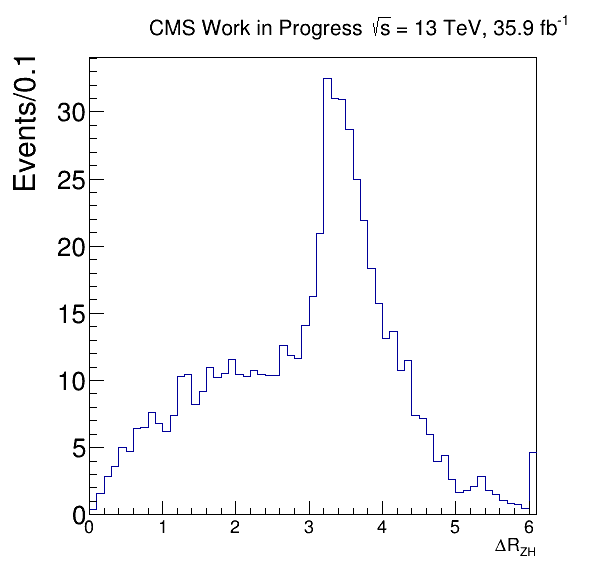 CMS Work in Progress √s = 13 TeV, 35.9 fb⁻¹
Events/0.1
30
25
20
15
10
5
0
0 1 2 3 4 5 6
ΔR_ZH